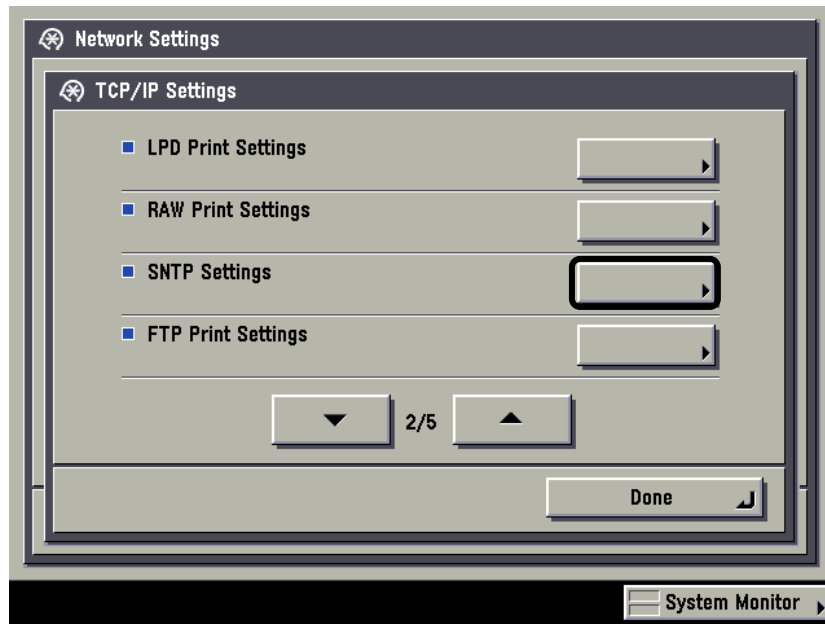 Network Settings
TCP/IP Settings
LPD Print Settings
RAW Print Settings
SNTP Settings
FTP Print Settings
2/5
Done
System Monitor